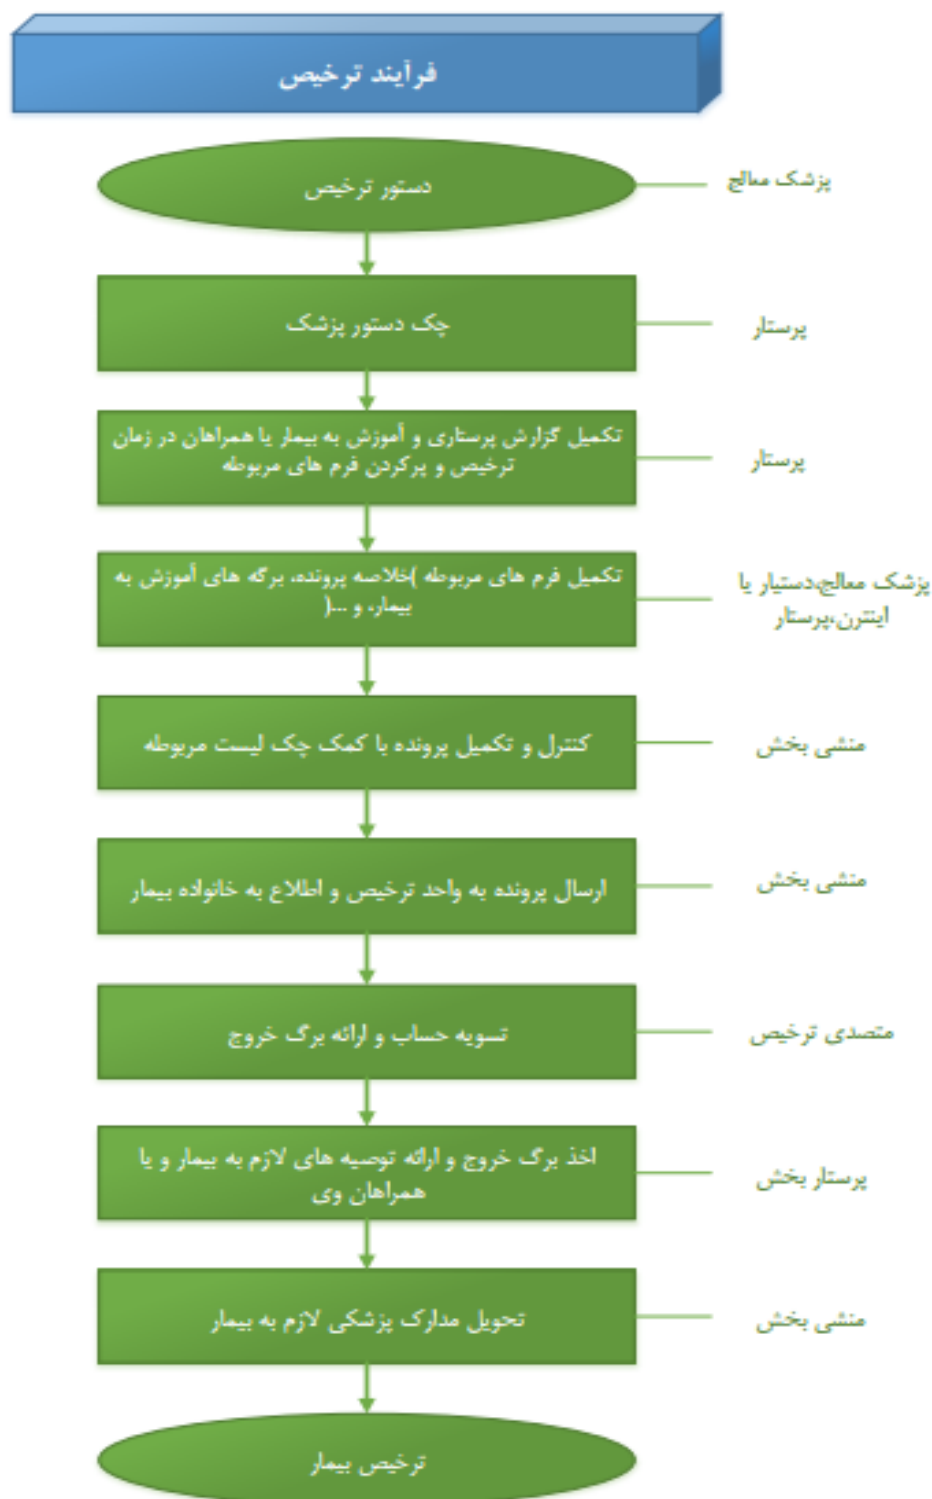 فرآیند ترخیص
دستور ترخیص
پزشک معالج
چک دستور پزشک
پرستار
تکمیل گزارش پرستاری و آموزش به بیمار یا همراهان در زمان
ترخیص و پرکردن فرم های مربوطه
پرستار
تکمیل فرم های مربوطه )خلاصه پرونده، برگه های آموزش به
بیمار، و ...(
پزشک معالج،دستیار یا
اینترن،پرستار
کنترل و تکمیل پرونده با کمک چک لیست مربوطه
منشی بخش
ارسال پرونده به واحد ترخیص و اطلاع به خانواده بیمار
منشی بخش
تسویه حساب و ارائه برگ خروج
متصدی ترخیص
اخذ برگ خروج و ارائه توصیه های لازم به بیمار و یا
همراهان وی
پرستار بخش
تحویل مدارک پزشکی لازم به بیمار
منشی بخش
ترخیص بیمار